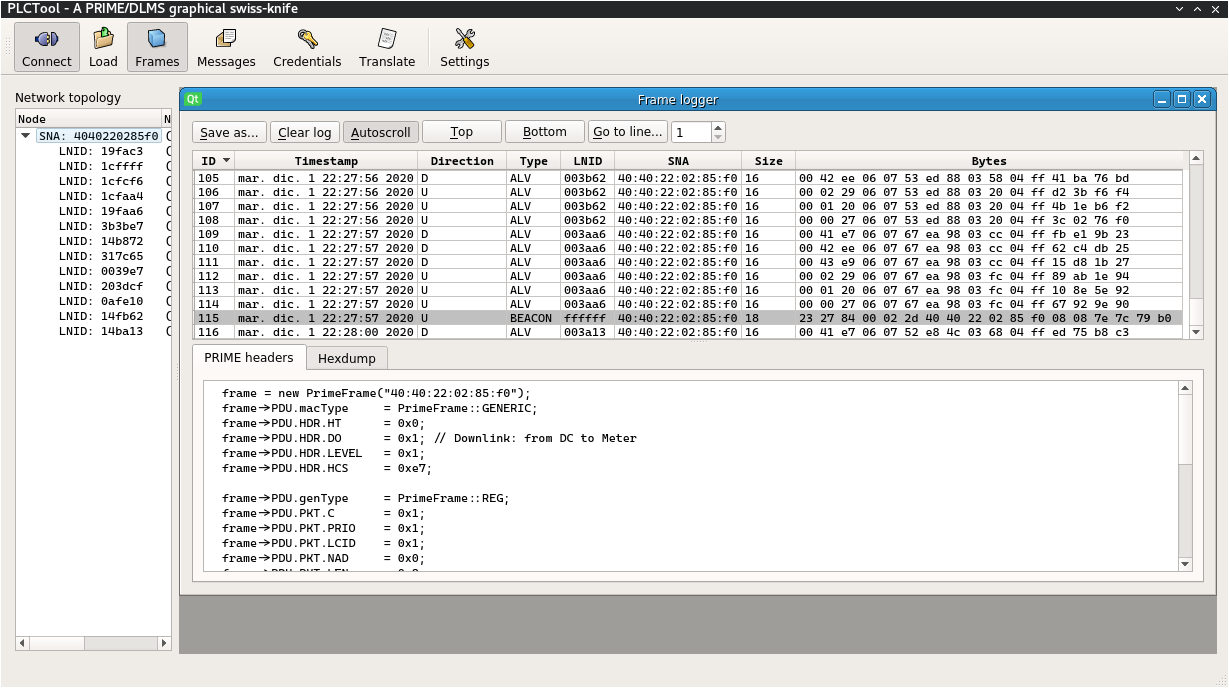 PLCTool - A PRIME/DLMS graphical swiss-knife
Connect Load Frames Messages Credentials Translate Settings
Network topology
Node N
SNA: 4040220285f0
LNID: 19fac3
LNID: 1cffff
LNID: 1cfcf6
LNID: 1cfaa4
LNID: 19faa6
LNID: 3b3be7
LNID: 14b872
LNID: 317c65
LNID: 0039e7
LNID: 203dcf
LNID: 0afe10
LNID: 14fb62
LNID: 14ba13
Qt Frame logger
Save as... Clear log Autoscroll Top Bottom Go to line... 1
ID Timestamp Direction Type LNID SNA Size Bytes
105 mar. dic. 1 22:27:56 2020 D ALV 003b62 40:40:22:02:85:f0 16 00 42 ee 06 07 53 ed 88 03 58 04 ff 41 ba 76 bd
106 mar. dic. 1 22:27:56 2020 U ALV 003b62 40:40:22:02:85:f0 16 00 02 29 06 07 53 ed 88 03 20 04 ff d2 3b f6 f4
107 mar. dic. 1 22:27:56 2020 U ALV 003b62 40:40:22:02:85:f0 16 00 01 20 06 07 53 ed 88 03 20 04 ff 4b 1e b6 f2
108 mar. dic. 1 22:27:56 2020 U ALV 003b62 40:40:22:02:85:f0 16 00 00 27 06 07 53 ed 88 03 20 04 ff 3c 02 76 f0
109 mar. dic. 1 22:27:57 2020 D ALV 003aa6 40:40:22:02:85:f0 16 00 41 e7 06 07 67 ea 98 03 cc 04 ff fb e1 9b 23
110 mar. dic. 1 22:27:57 2020 D ALV 003aa6 40:40:22:02:85:f0 16 00 42 ee 06 07 67 ea 98 03 cc 04 ff 62 c4 db 25
111 mar. dic. 1 22:27:57 2020 D ALV 003aa6 40:40:22:02:85:f0 16 00 43 e9 06 07 67 ea 98 03 cc 04 ff 15 d8 1b 27
112 mar. dic. 1 22:27:57 2020 U ALV 003aa6 40:40:22:02:85:f0 16 00 02 29 06 07 67 ea 98 03 fc 04 ff 89 ab 1e 94
113 mar. dic. 1 22:27:57 2020 U ALV 003aa6 40:40:22:02:85:f0 16 00 01 20 06 07 67 ea 98 03 fc 04 ff 10 8e 5e 92
114 mar. dic. 1 22:27:57 2020 U ALV 003aa6 40:40:22:02:85:f0 16 00 00 27 06 07 67 ea 98 03 fc 04 ff 67 92 9e 90
115 mar. dic. 1 22:27:57 2020 U BEACON ffffff 40:40:22:02:85:f0 18 23 27 84 00 02 2d 40 40 22 02 85 f0 08 08 7e 7c 79 b0
116 mar. dic. 1 22:28:00 2020 D ALV 003a13 40:40:22:02:85:f0 16 00 41 e7 06 07 52 e8 4c 03 68 04 ff ed 75 b8 c3
PRIME headers Hexdump
frame = new PrimeFrame("40:40:22:02:85:f0");
frame->PDU.macType = PrimeFrame::GENERIC;
frame->PDU.HDR.HT = 0x0;
frame->PDU.HDR.DO = 0x1; // Downlink: from DC to Meter
frame->PDU.HDR.LEVEL = 0x1;
frame->PDU.HDR.HCS = 0xe7;
frame->PDU.genType = PrimeFrame::REG;
frame->PDU.PKT.C = 0x1;
frame->PDU.PKT.PRIO = 0x1;
frame->PDU.PKT.LCID = 0x1;
frame->PDU.PKT.NAD = 0x0;